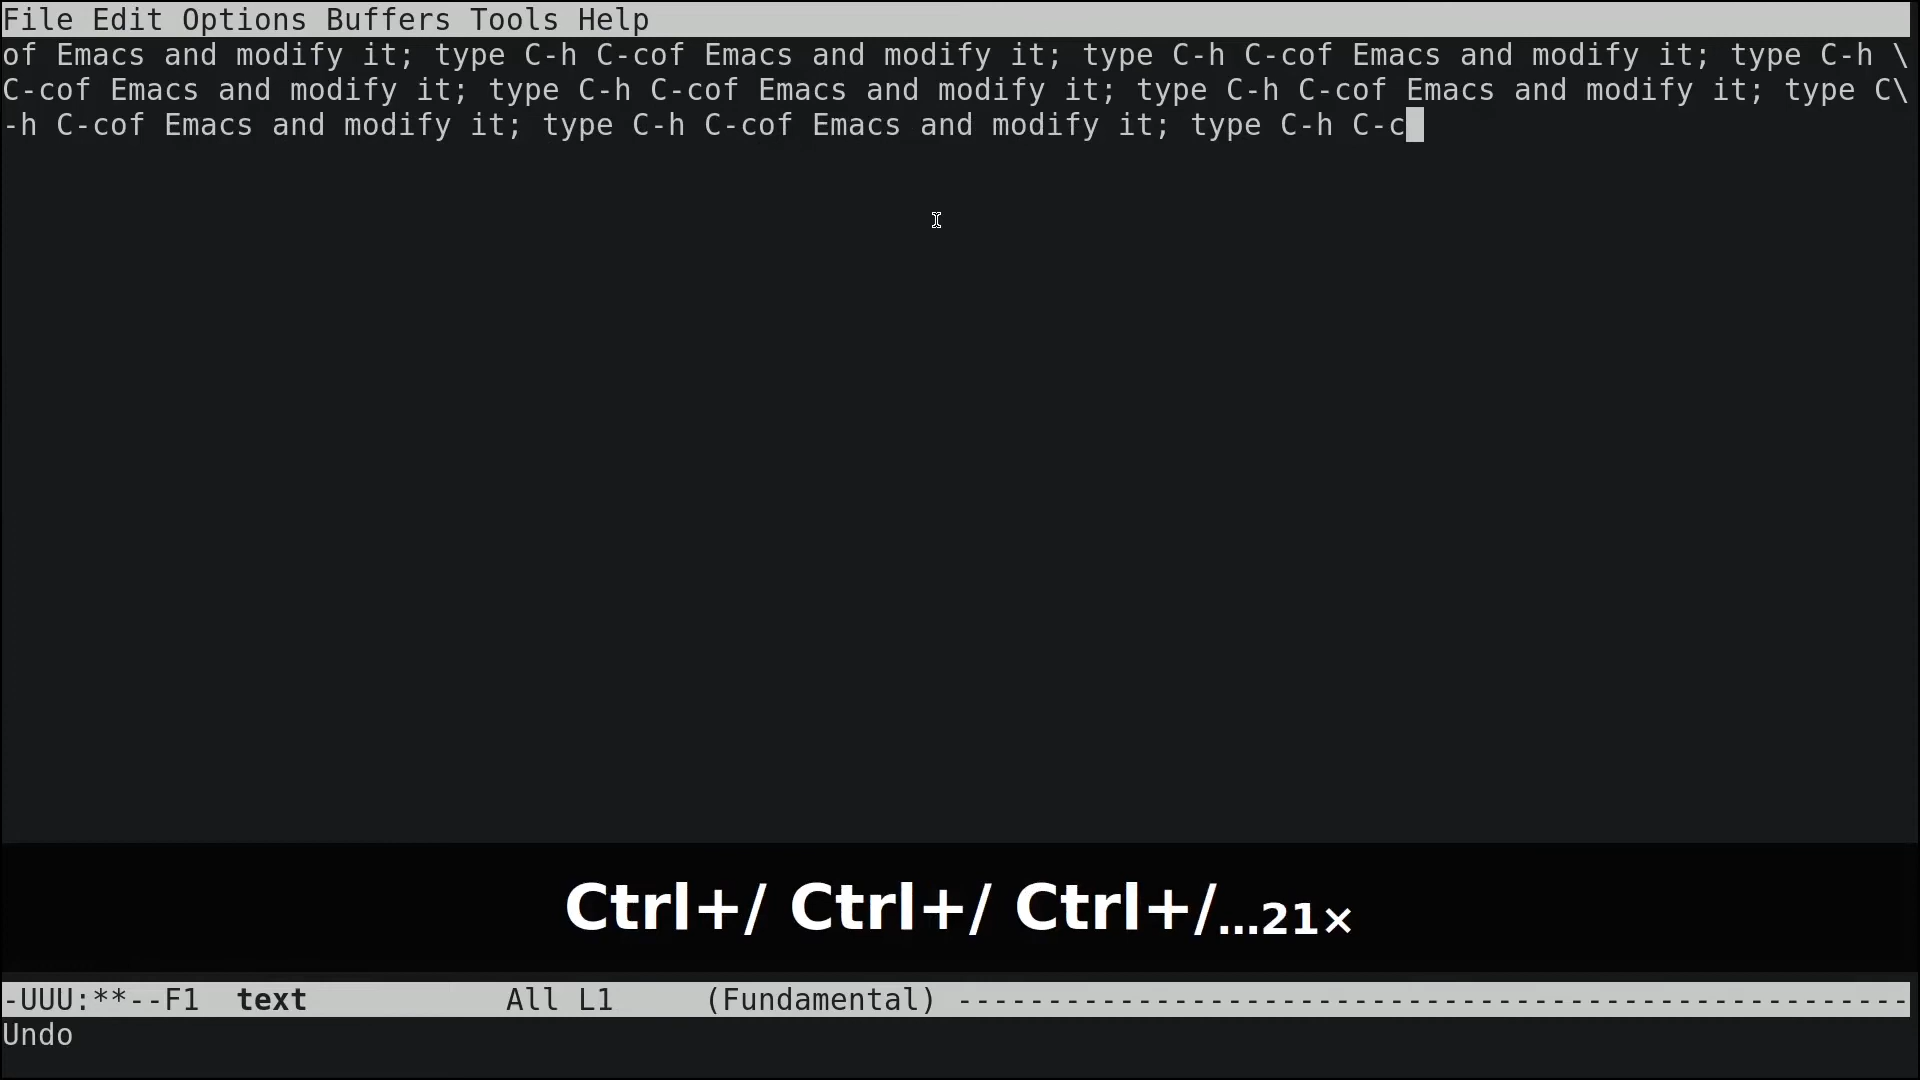 File Edit Options Buffers Tools Help
of Emacs and modify it; type C-h C-cof Emacs and modify it; type C-h C-cof Emacs and modify it; type C-h \
C-cof Emacs and modify it; type C-h C-cof Emacs and modify it; type C-h C-cof Emacs and modify it; type C\
-h C-cof Emacs and modify it; type C-h C-cof Emacs and modify it; type C-h C-c
Ctrl+/ Ctrl+/ Ctrl+/...21×
-UUU:**--F1  text           All L1     (Fundamental) -----------------------------------------------------
Undo